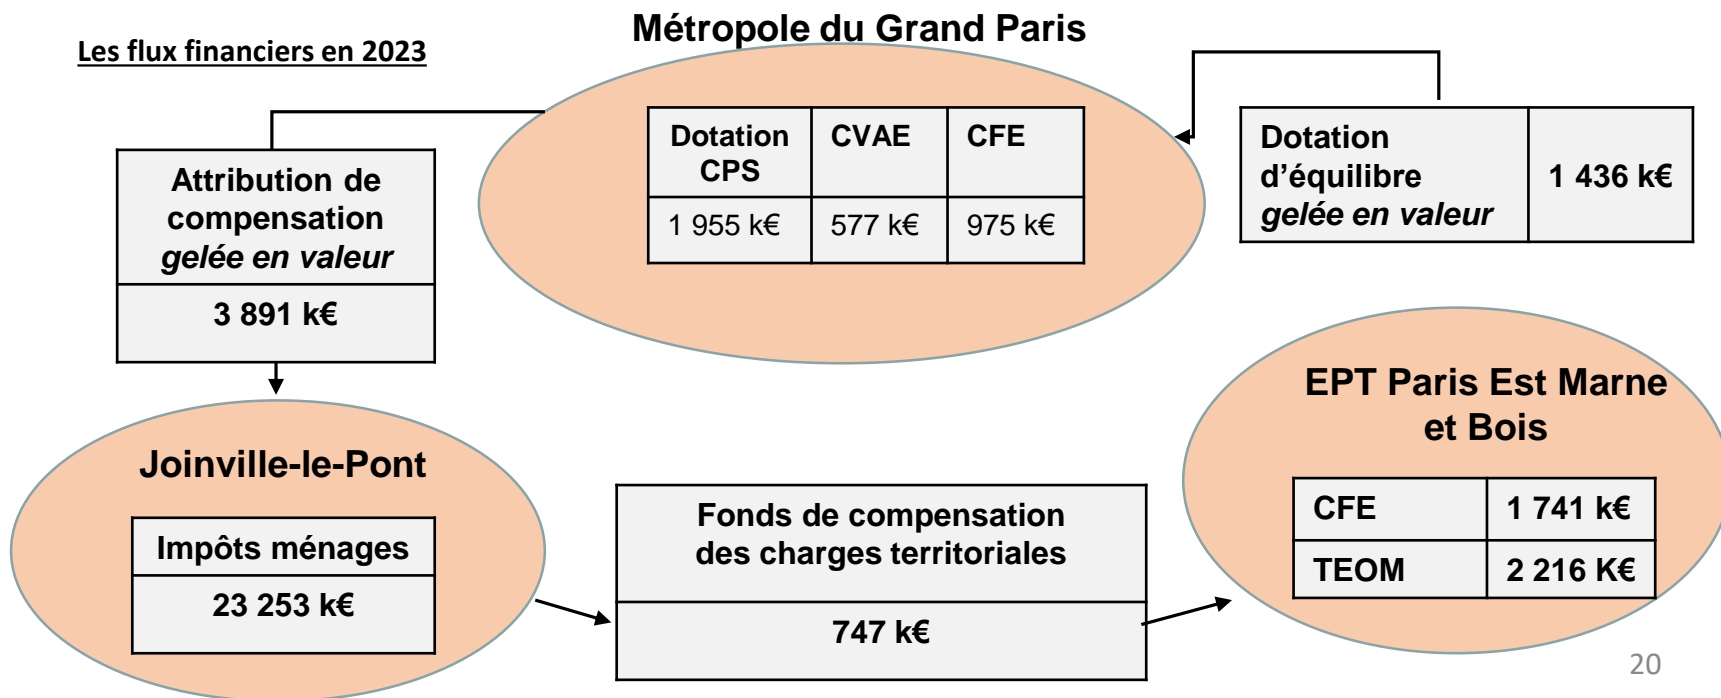 Métropole du Grand Paris
Les flux financiers en 2023
Dotation
CPS
CVAE
CFE
1 955 k€
577 k€
975 k€
Dotation
d’équilibre
gelée en valeur
1 436 k€
Attribution de
compensation
gelée en valeur
3 891 k€
Joinville-le-Pont
Impôts ménages
23 253 k€
Fonds de compensation
des charges territoriales
747 k€
EPT Paris Est Marne
et Bois
CFE
1 741 k€
TEOM
2 216 K€
20